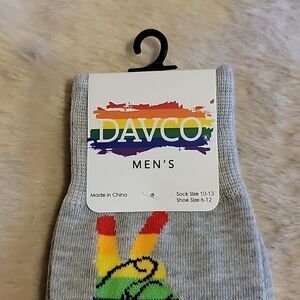 DAVCO
MEN'S
Made in China
Sock Size 10-13
Shoe Size 6-12